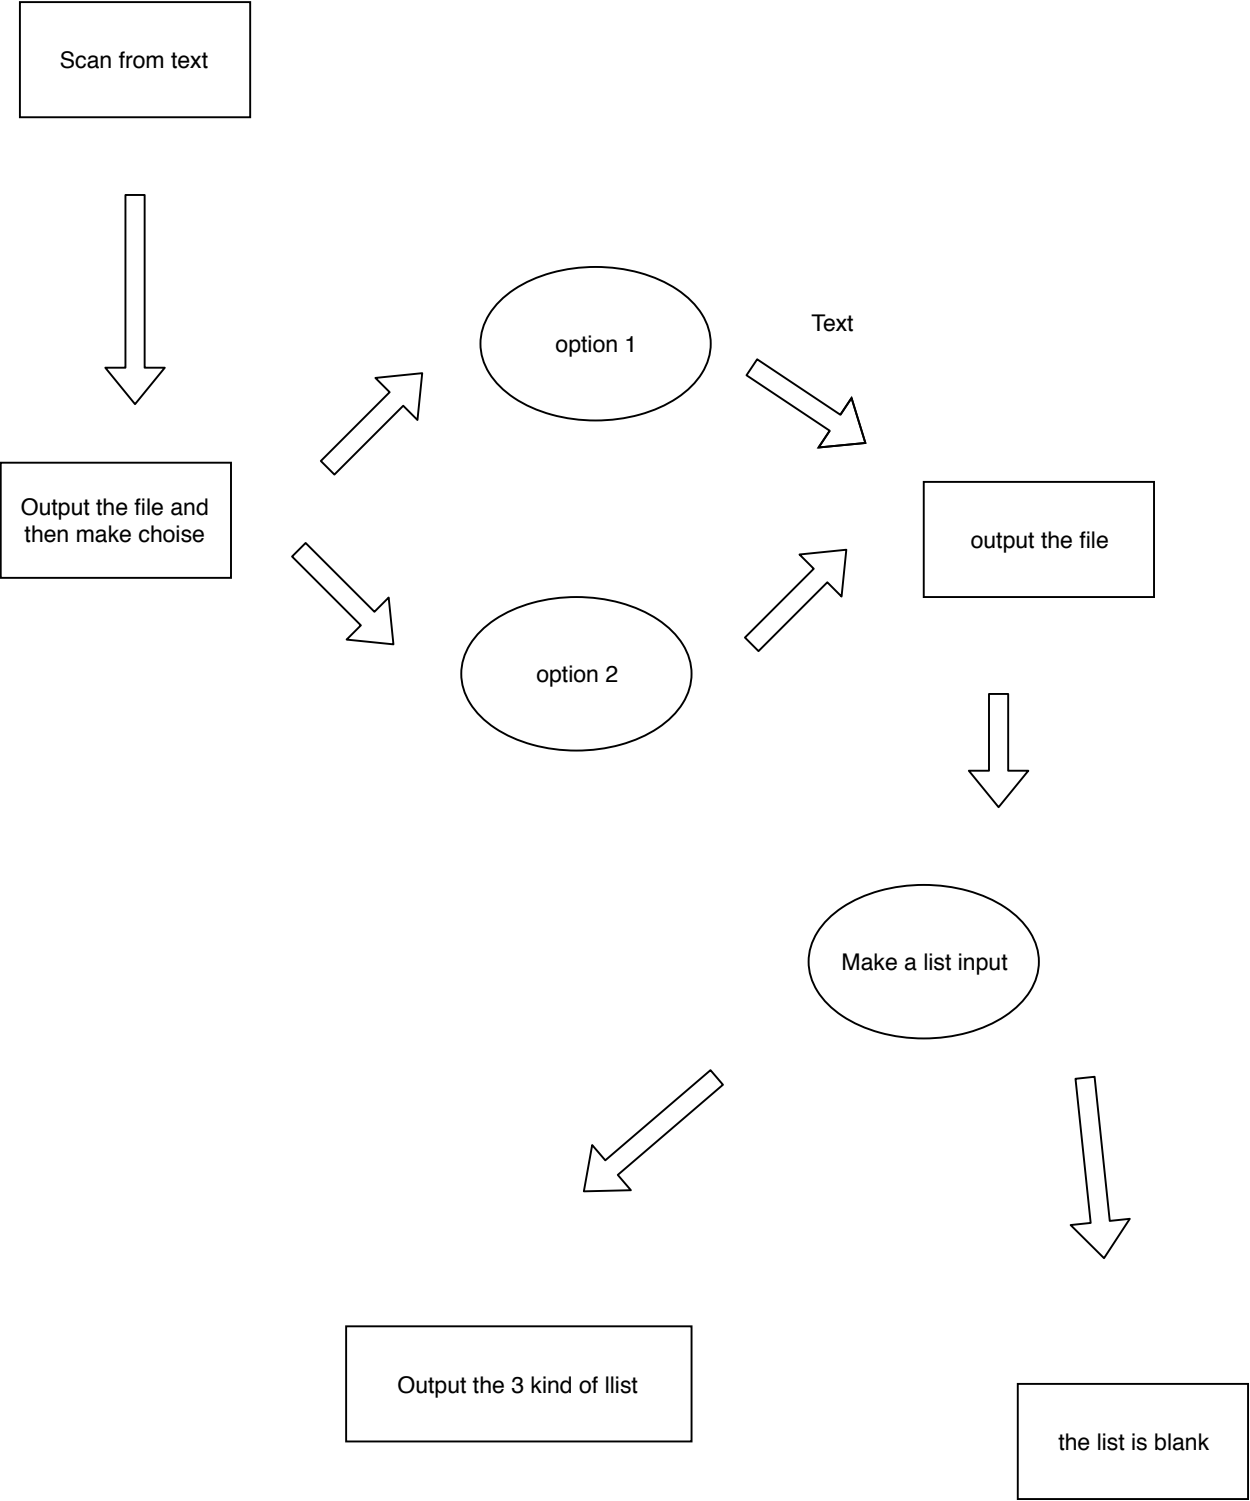 Scan from text
option 1
Text
Output the file and
then make choise
output the file
option 2
Make a list input
Output the 3 kind of llist
the list is blank